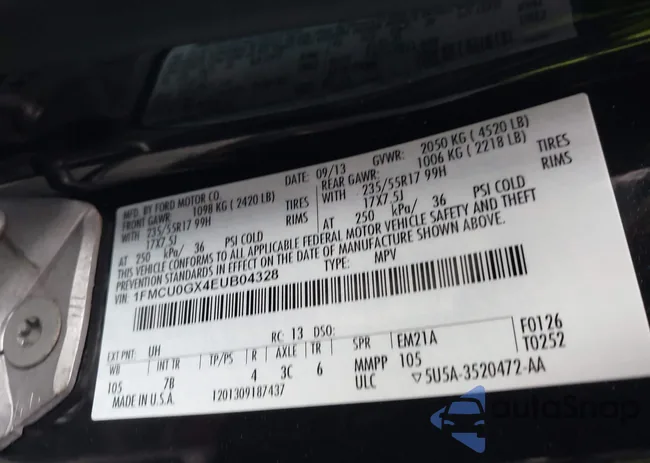 MFD. BY FORD MOTOR CO.
DATE: 09/13 GVWR: 2050 KG ( 4520 LB)
FRONT GAWR: 1098 KG ( 2420 LB) REAR GAWR: 1006 KG ( 2218 LB)
WITH 235/55R17 99H TIRES WITH 235/55R17 99H TIRES
17X7.5J RIMS 17X7.5J RIMS
AT 250 kPa/ 36 PSI COLD AT 250 kPa/ 36 PSI COLD
THIS VEHICLE CONFORMS TO ALL APPLICABLE FEDERAL MOTOR VEHICLE SAFETY AND THEFT
PREVENTION STANDARDS IN EFFECT ON THE DATE OF MANUFACTURE SHOWN ABOVE.
VIN: 1FMCU0GX4EUB04328 TYPE: MPV
EXT PNT: UH RC: 13 DSO: F0126
WB INT TR TP/PS R AXLE TR SPR EM21A T0252
105 7B 4 3C 6 MMPP 105
MADE IN U.S.A. 1201309187437 ULC ▽5U5A-3520472-AA
autoSnap